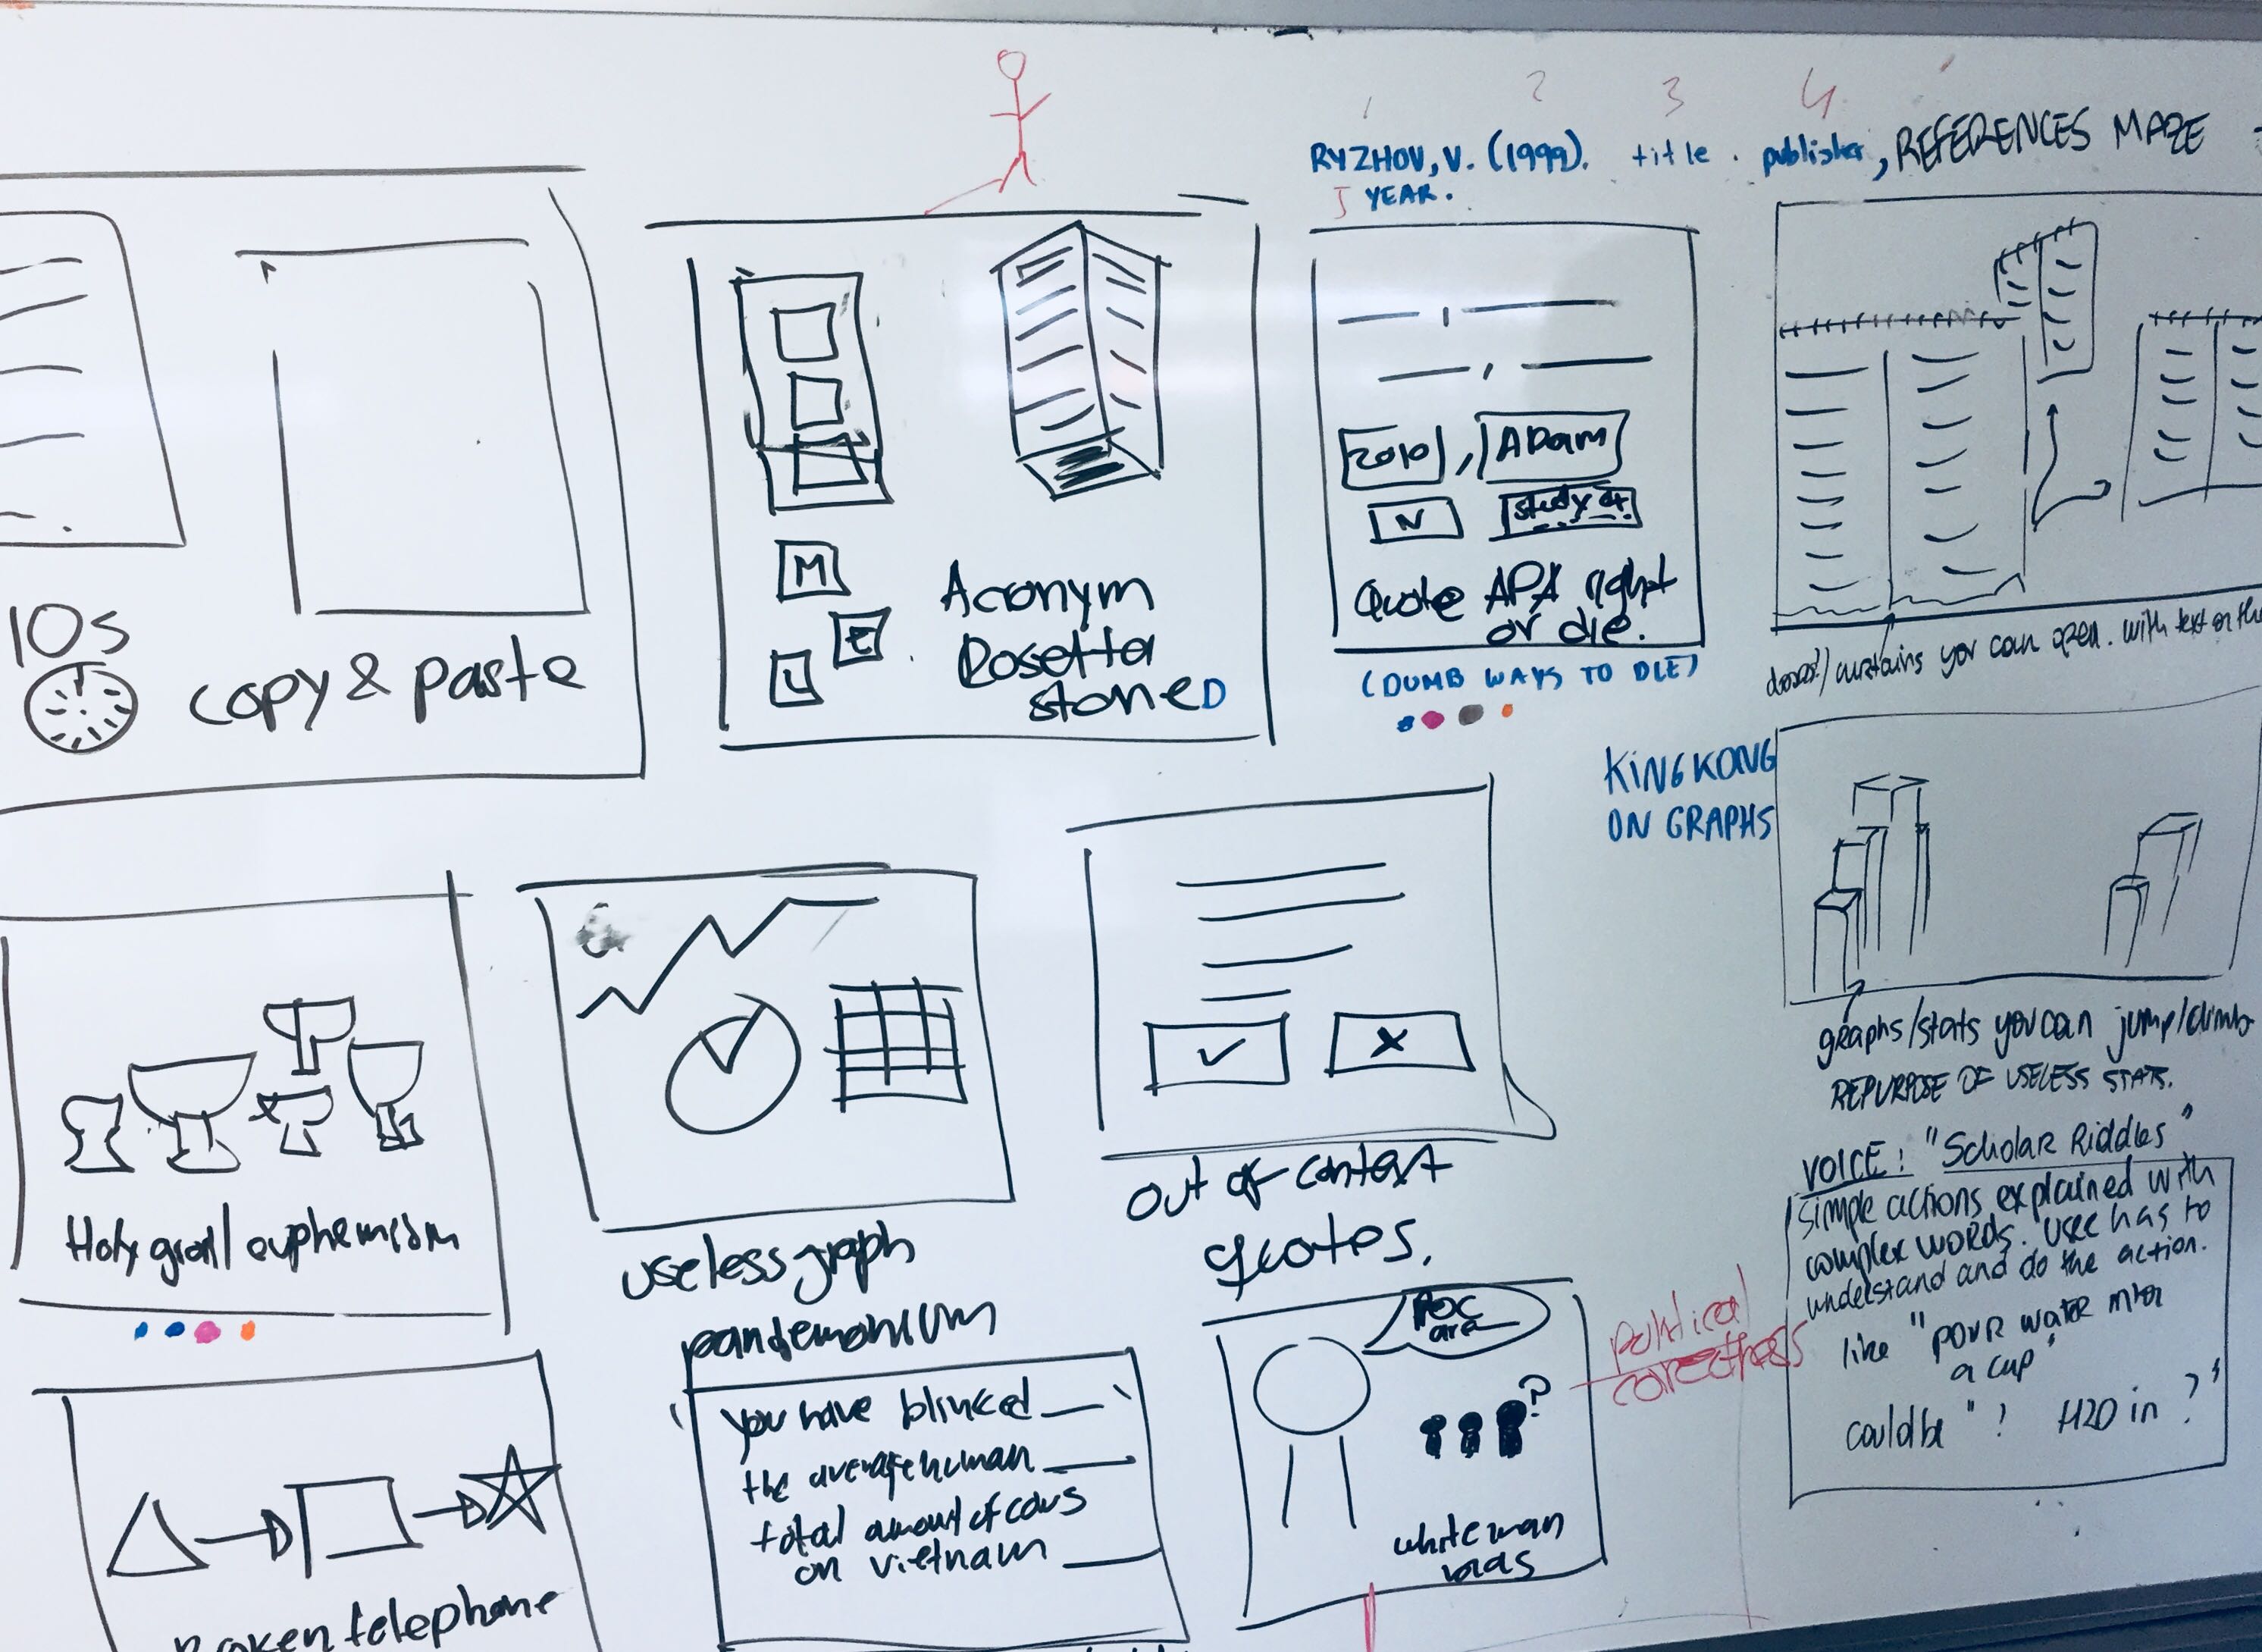 1 2 3 4
RYZHOV, V. (1999). title. publisher, REFERENCES MAZE
5 YEAR.
10s
copy & paste
M
E
L
Acronym
Rosetta
stoneD
2010, ADam
N study of
Quote APA right
or die.
(DUMB WAYS TO DIE)
doors?/curtains you can open. with text on the
KING KONG
ON GRAPHS
graphs/stats you can jump/climb
REPURPOSE OF USELESS STATS.
Holy grail euphemism
useless graph
pandemonium
out of context
quotes.
VOICE: "Scholar Riddles"
simple actions explained with
complex words. User has to
understand and do the action.
like "pour water into
a cup"
could be "? H2O in ?"
political
correctness
Broken telephone
you have blinked
the average human
total amount of cows
on vietnam
POC
are
?
white man
bias